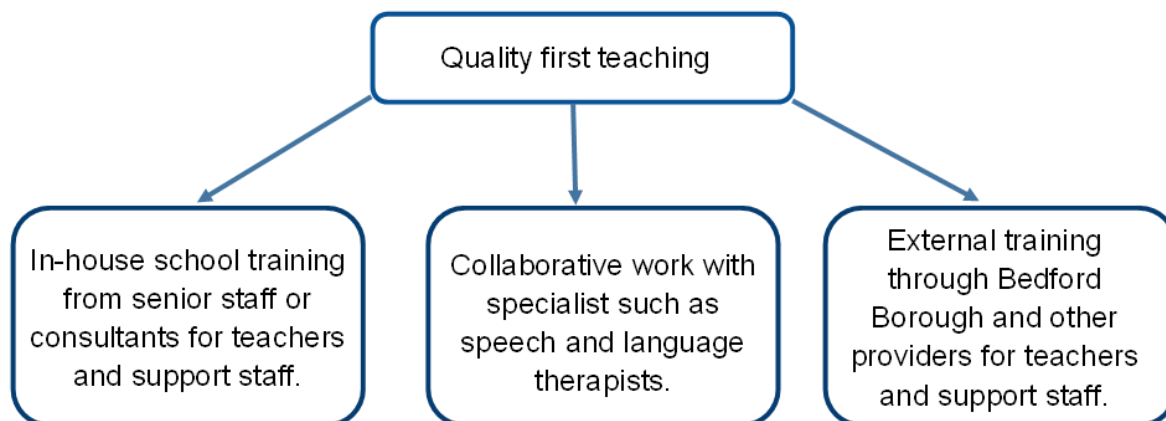 Quality first teaching
In-house school training
from senior staff or
consultants for teachers
and support staff.
Collaborative work with
specialist such as
speech and language
therapists.
External training
through Bedford
Borough and other
providers for teachers
and support staff.